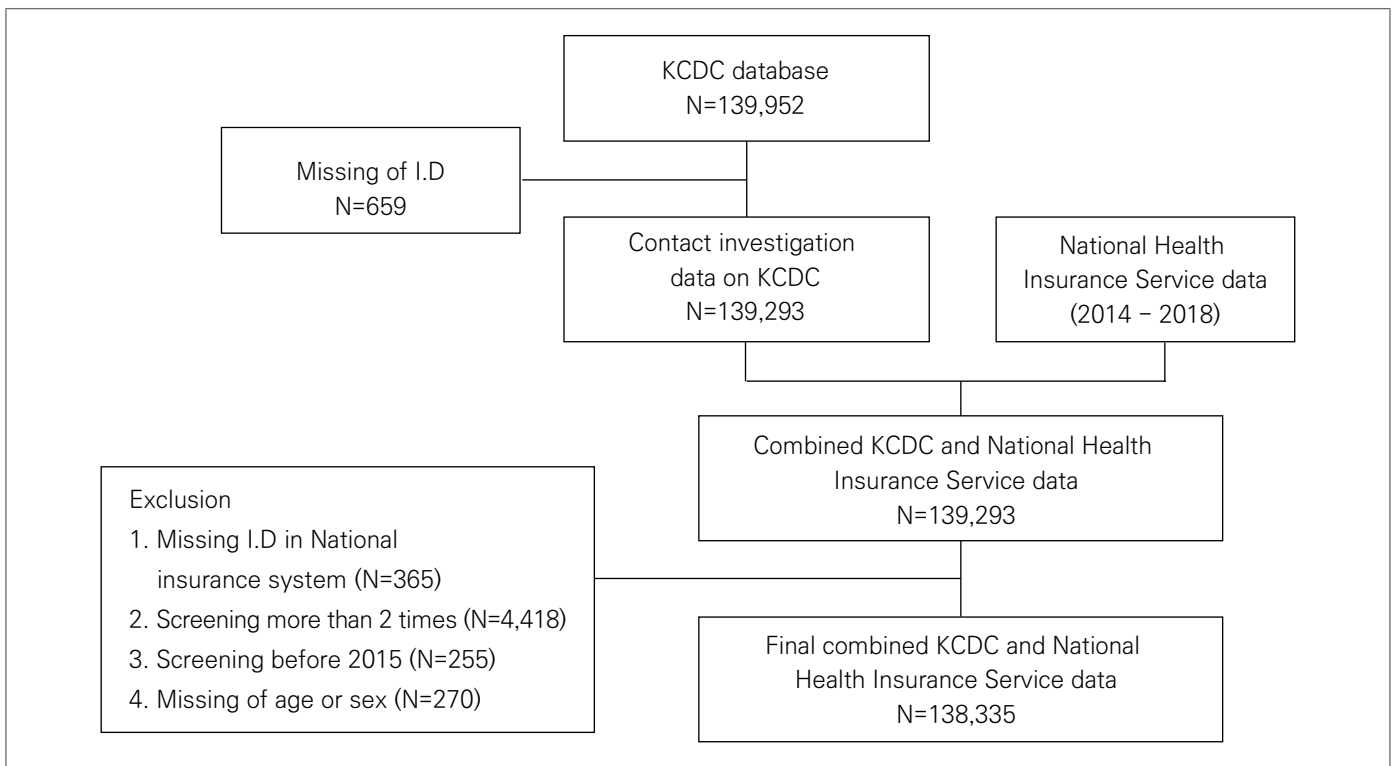 KCDC database
N=139,952
Missing of I.D
N=659
Contact investigation
data on KCDC
N=139,293
National Health
Insurance Service data
(2014 – 2018)
Combined KCDC and National Health
Insurance Service data
N=139,293
Exclusion
1. Missing I.D in National
insurance system (N=365)
2. Screening more than 2 times (N=4,418)
3. Screening before 2015 (N=255)
4. Missing of age or sex (N=270)
Final combined KCDC and National
Health Insurance Service data
N=138,335